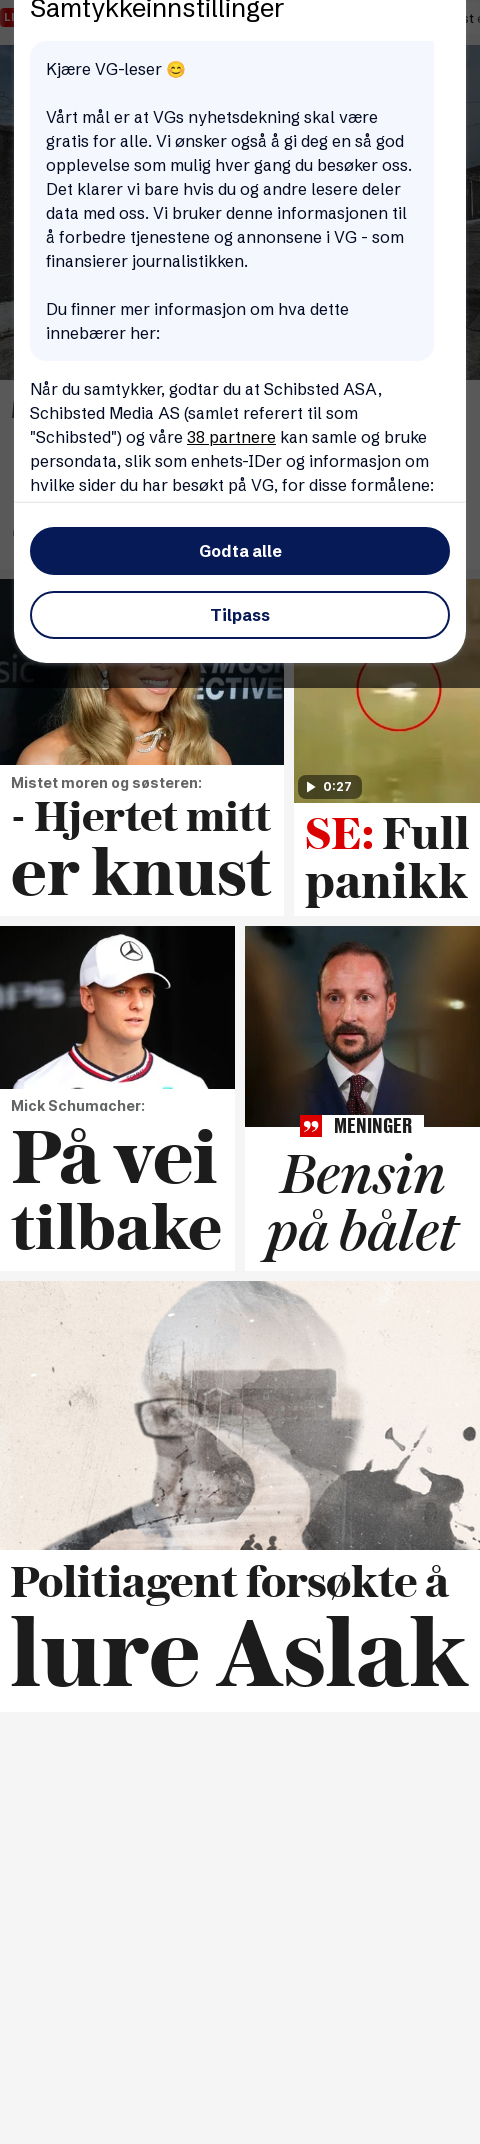 Samtykkeinnstillinger
Kjære VG-leser 😊
Vårt mål er at VGs nyhetsdekning skal være
gratis for alle. Vi ønsker også å gi deg en så god
opplevelse som mulig hver gang du besøker oss.
Det klarer vi bare hvis du og andre lesere deler
data med oss. Vi bruker denne informasjonen til
å forbedre tjenestene og annonsene i VG - som
finansierer journalistikken.
Du finner mer informasjon om hva dette
innebærer her:
Når du samtykker, godtar du at Schibsted ASA,
Schibsted Media AS (samlet referert til som
"Schibsted") og våre 38 partnere kan samle og bruke
persondata, slik som enhets-IDer og informasjon om
hvilke sider du har besøkt på VG, for disse formålene:
Godta alle
Tilpass
0:27
Mistet moren og søsteren:
- Hjertet mitt
er knust
SE: Full
panikk
Mick Schumacher:
På vei
tilbake
MENINGER
Bensin
på bålet
Politiagent forsøkte å
lure Aslak